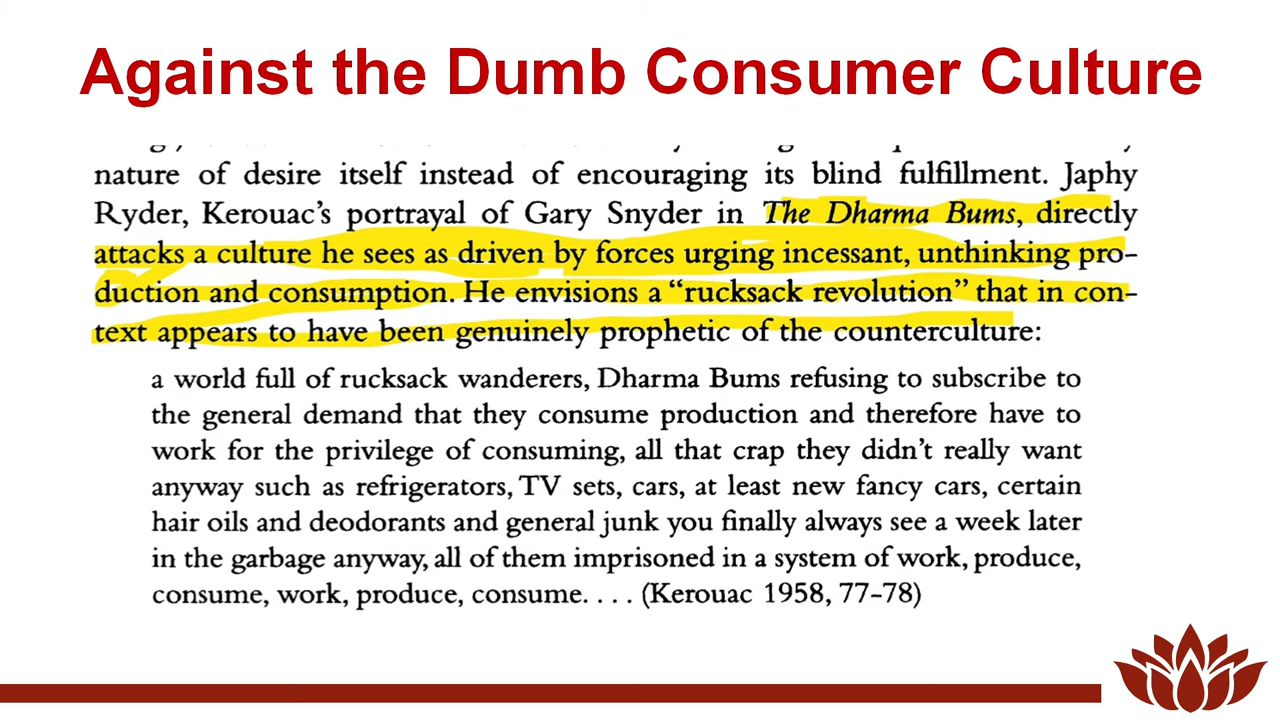 Against the Dumb Consumer Culture
nature of desire itself instead of encouraging its blind fulfillment. Japhy
Ryder, Kerouac’s portrayal of Gary Snyder in The Dharma Bums, directly
attacks a culture he sees as driven by forces urging incessant, unthinking pro-
duction and consumption. He envisions a “rucksack revolution” that in con-
text appears to have been genuinely prophetic of the counterculture:
a world full of rucksack wanderers, Dharma Bums refusing to subscribe to
the general demand that they consume production and therefore have to
work for the privilege of consuming, all that crap they didn’t really want
anyway such as refrigerators, TV sets, cars, at least new fancy cars, certain
hair oils and deodorants and general junk you finally always see a week later
in the garbage anyway, all of them imprisoned in a system of work, produce,
consume, work, produce, consume. . . . (Kerouac 1958, 77–78)